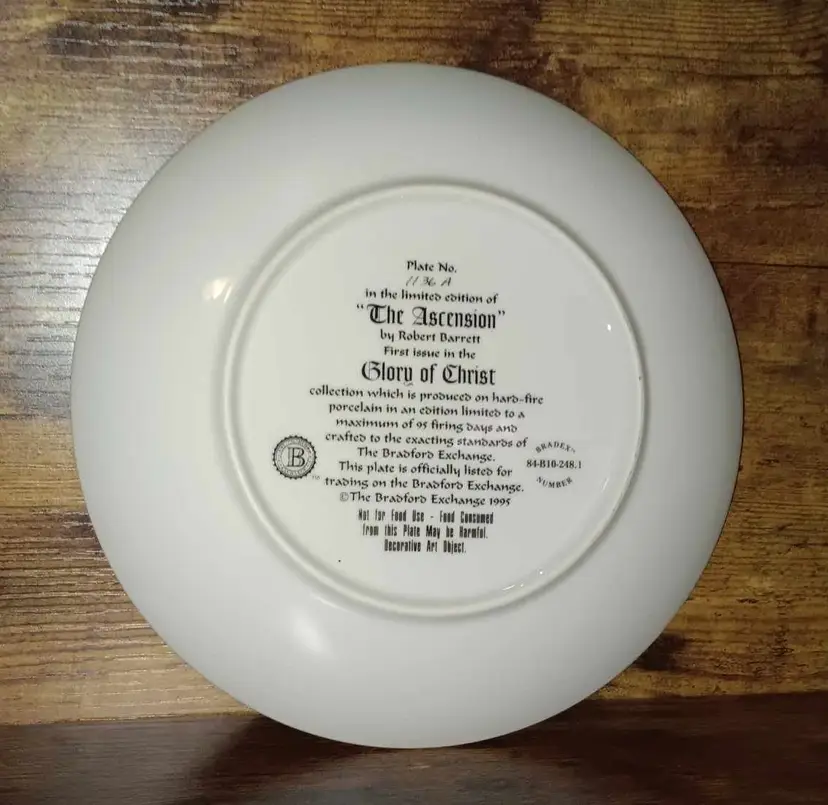 Plate No.
1136 A
in the limited edition of
"The Ascension"
by Robert Barrett
First issue in the
Glory of Christ
collection which is produced on hard-fire
porcelain in an edition limited to a
maximum of 95 firing days and
crafted to the exacting standards of
The Bradford Exchange.
This plate is officially listed for
trading on the Bradford Exchange.
©The Bradford Exchange 1995
Not for Food Use - Food Consumed
from this Plate May be Harmful.
Decorative Art Object.
B
TM
BRADEX™
84-B10-248.1
NUMBER